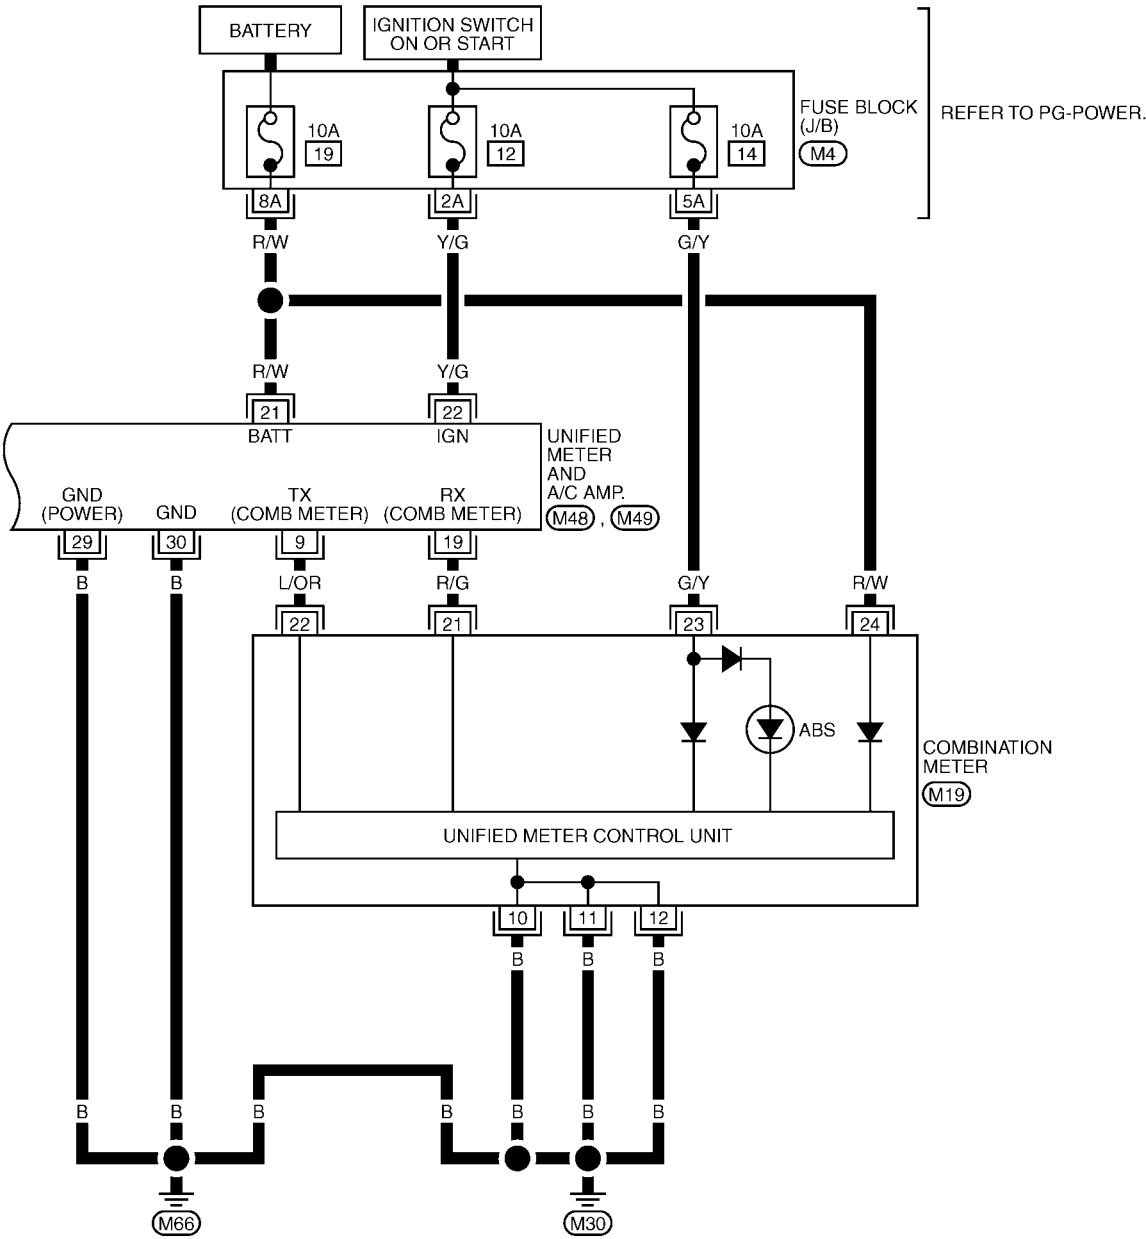 BATTERY
IGNITION SWITCH
ON OR START
FUSE BLOCK
(J/B)
M4
REFER TO PG-POWER.
10A
19
10A
12
10A
14
8A
2A
5A
R/W
Y/G
G/Y
R/W
Y/G
21
22
BATT
IGN
UNIFIED
METER
AND
A/C AMP.
M48 , M49
GND
(POWER)
GND
TX
(COMB METER)
RX
(COMB METER)
29
30
9
19
B
B
L/OR
R/G
G/Y
R/W
22
21
23
24
ABS
COMBINATION
METER
M19
UNIFIED METER CONTROL UNIT
10
11
12
B
B
B
B
B
B
B
B
B
B
M66
M30